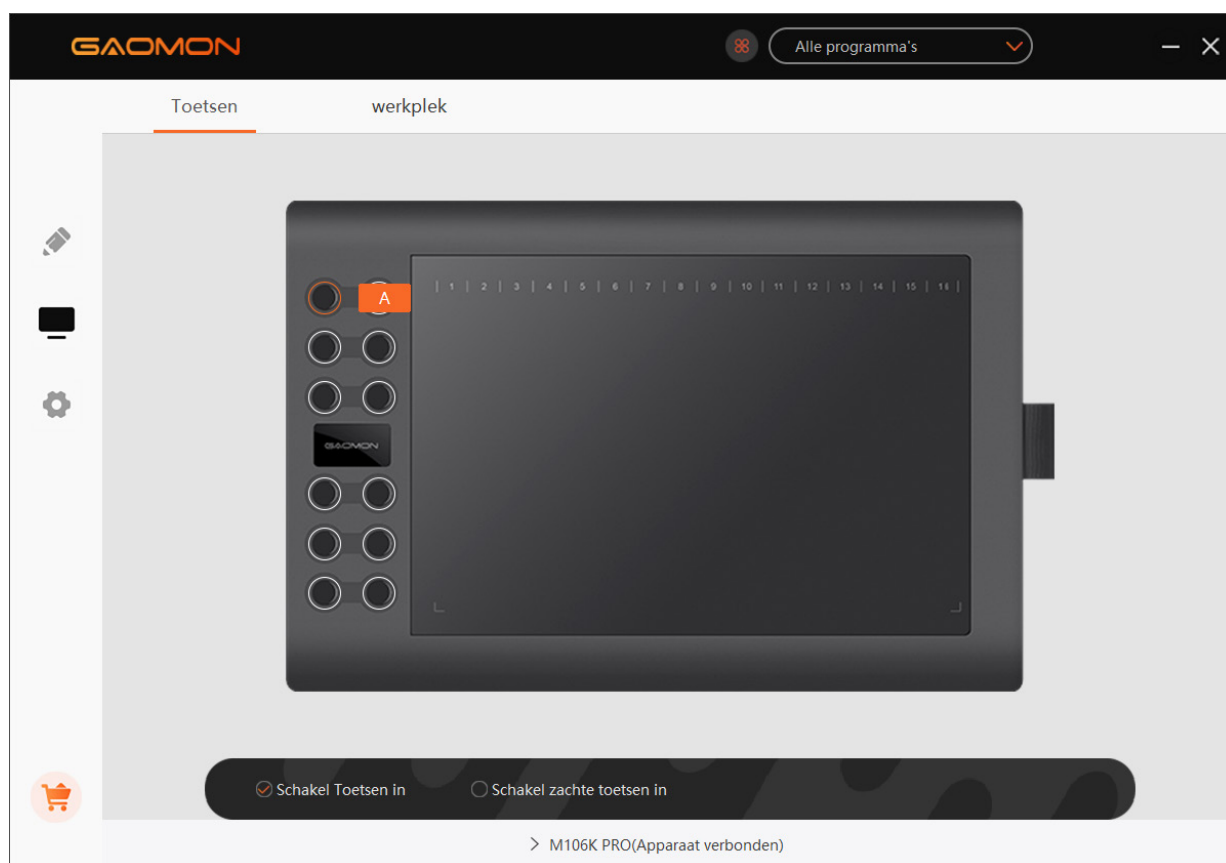 GAOMON
Alle programma's
Toetsen
werkplek
A
| 1 | 2 | 3 | 4 | 5 | 6 | 7 | 8 | 9 | 10 | 11 | 12 | 13 | 14 | 15 | 16 |
GAOMON
Schakel Toetsen in
Schakel zachte toetsen in
> M106K PRO(Apparaat verbonden)